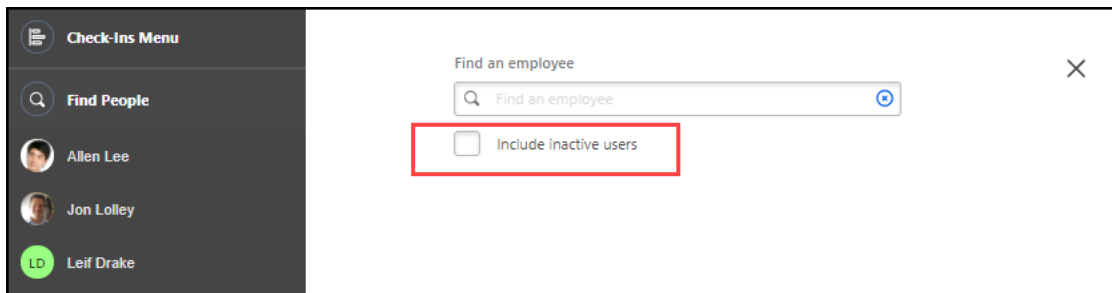 Check-Ins Menu
Find People
Allen Lee
Jon Lolley
LD Leif Drake
Find an employee
Find an employee
Include inactive users